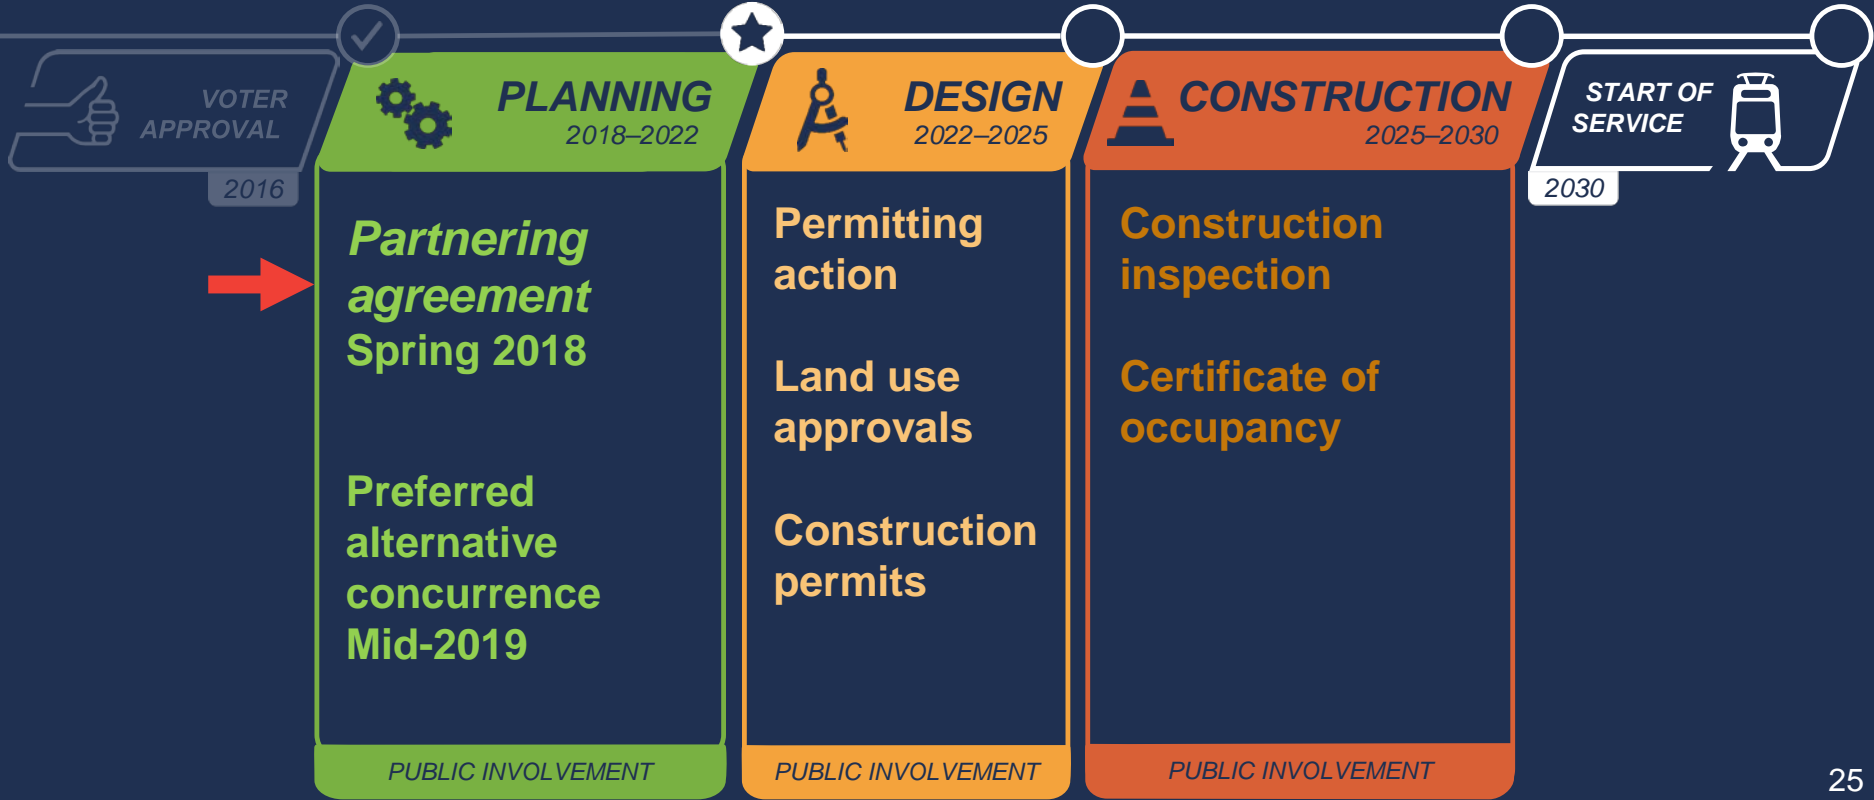 VOTER
APPROVAL
2016
PLANNING
2018–2022
Partnering
agreement
Spring 2018
Preferred
alternative
concurrence
Mid-2019
PUBLIC INVOLVEMENT
DESIGN
2022–2025
Permitting
action
Land use
approvals
Construction
permits
PUBLIC INVOLVEMENT
CONSTRUCTION
2025–2030
Construction
inspection
Certificate of
occupancy
PUBLIC INVOLVEMENT
START OF
SERVICE
2030
25